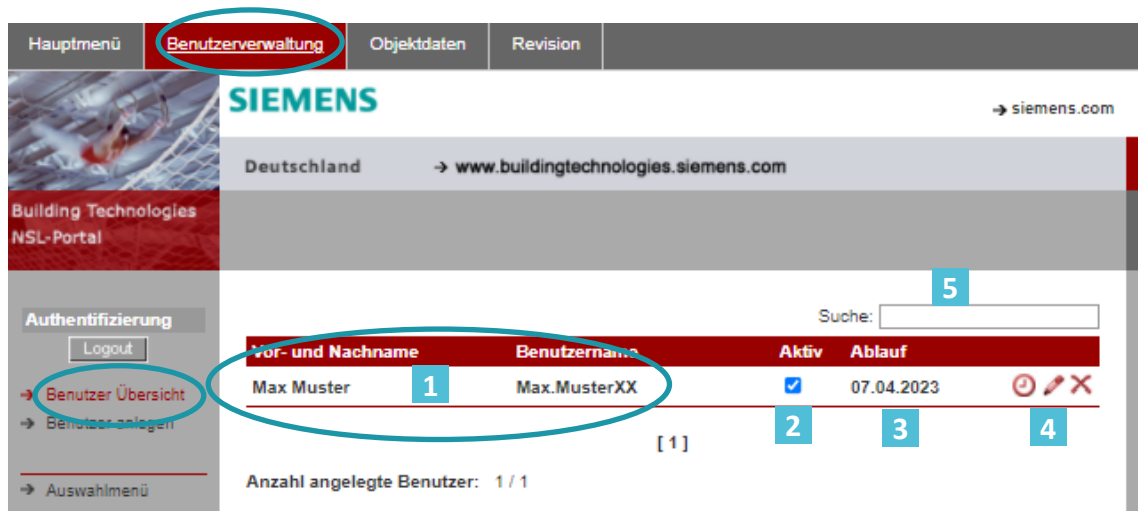 Hauptmenü Benutzerverwaltung Objektdaten Revision
SIEMENS
→ siemens.com
Deutschland → www.buildingtechnologies.siemens.com
Building Technologies
NSL-Portal
5
Authentifizierung
Suche:
Logout
Vor- und Nachname Benutzername Aktiv Ablauf
→ Benutzer Übersicht
Max Muster 1 Max.MusterXX 07.04.2023
→ Benutzer anlegen
2 3 4
[ 1 ]
Anzahl angelegte Benutzer: 1 / 1
→ Auswahlmenü